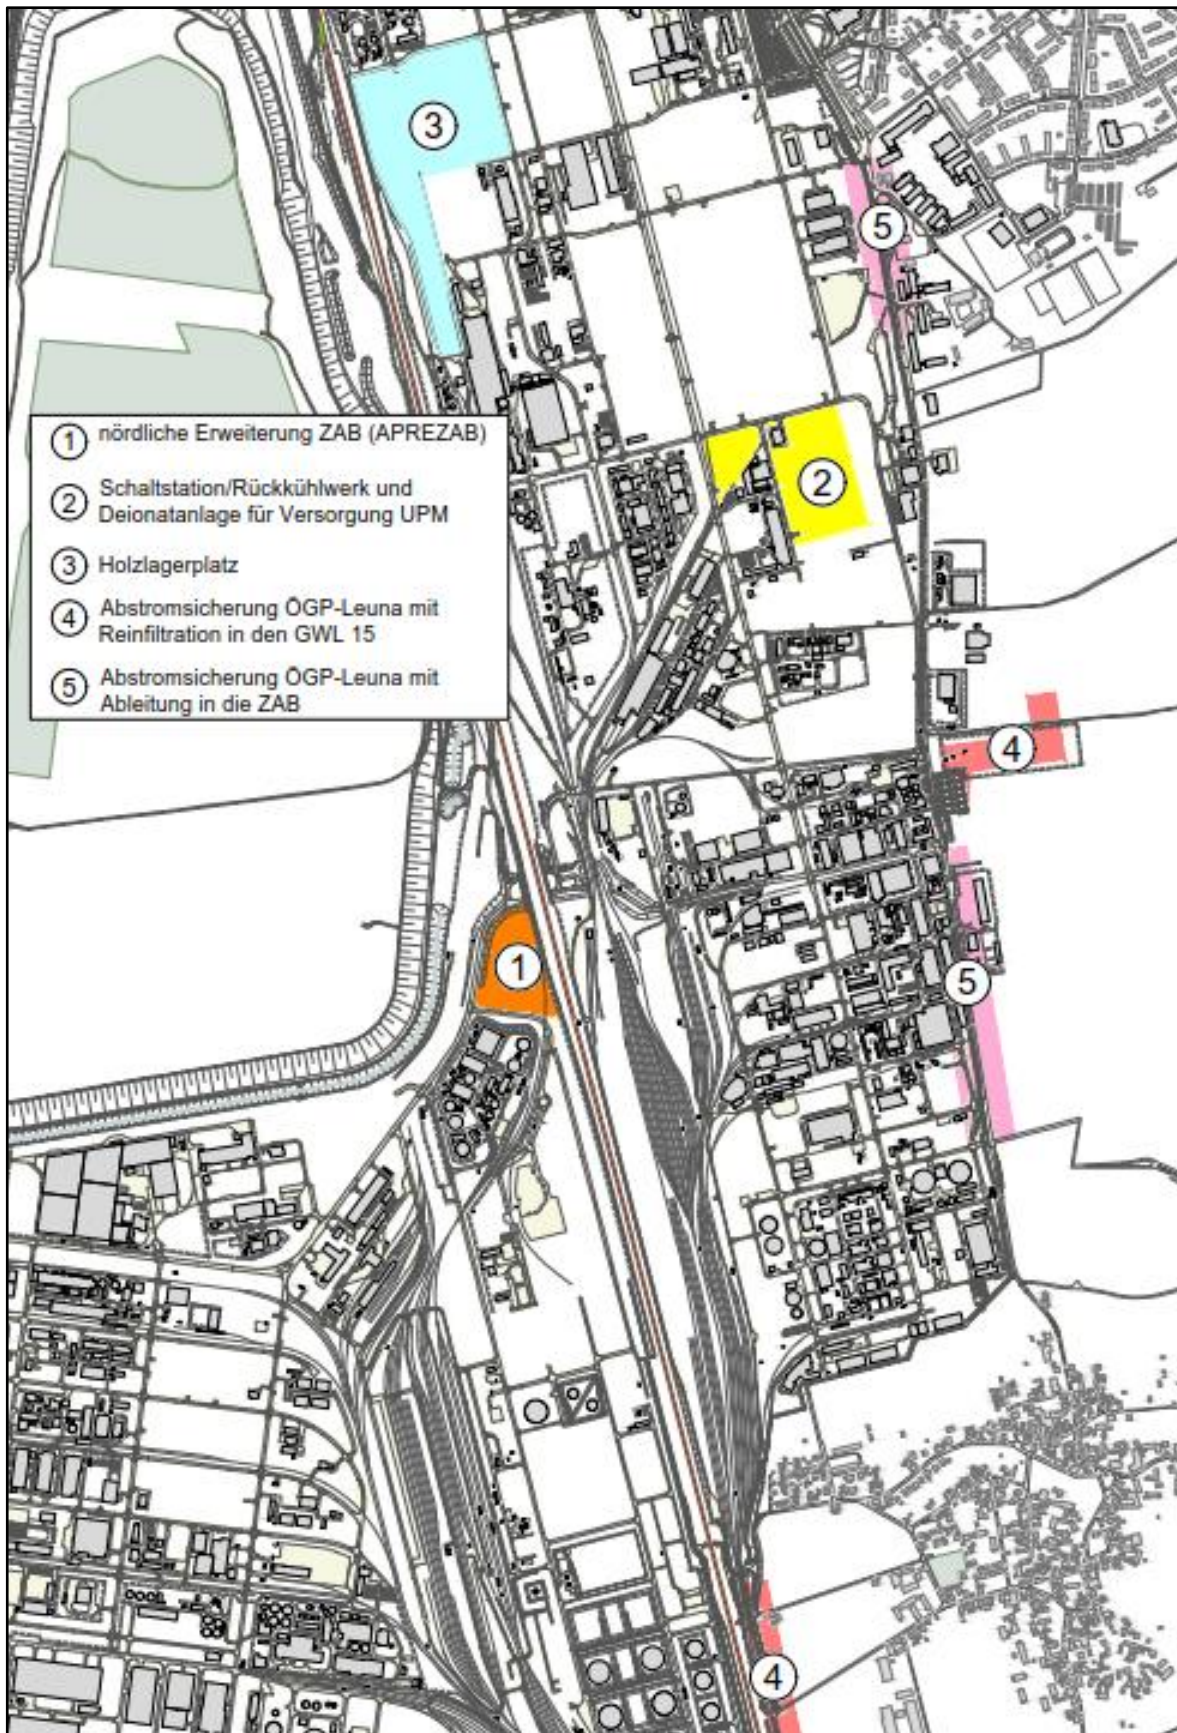 3
5
2
1 nördliche Erweiterung ZAB (APREZAB)
2 Schaltstation/Rückkühlwerk und
Deionatanlage für Versorgung UPM
3 Holzlagerplatz
4 Abstromsicherung ÖGP-Leuna mit
Reinfiltration in den GWL 15
5 Abstromsicherung ÖGP-Leuna mit
Ableitung in die ZAB
4
1
5
4